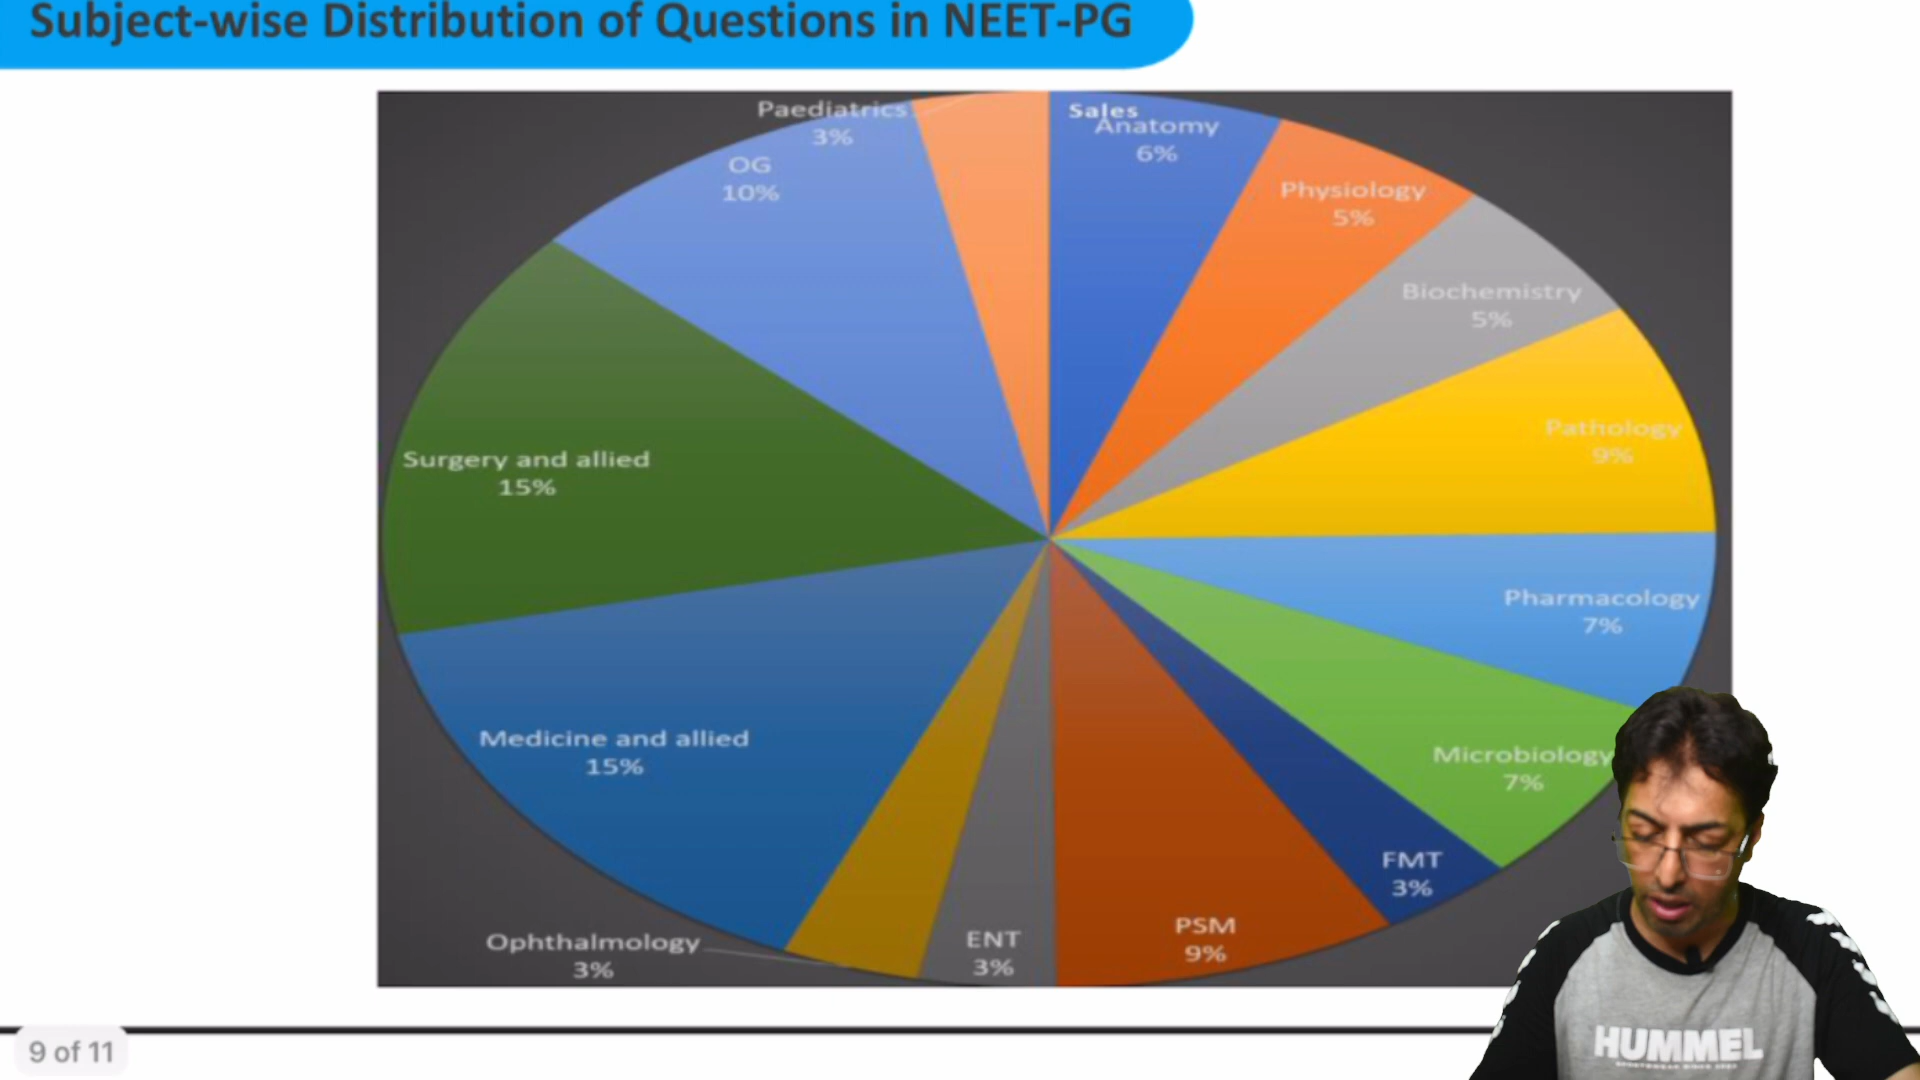 Subject-wise Distribution of Questions in NEET-PG
Sales
Anatomy
6%
Physiology
5%
Biochemistry
5%
Pathology
9%
Pharmacology
7%
Microbiology
7%
FMT
3%
PSM
9%
ENT
3%
Ophthalmology
3%
Medicine and allied
15%
Surgery and allied
15%
OG
10%
Paediatrics
3%
9 of 11
HUMMEL